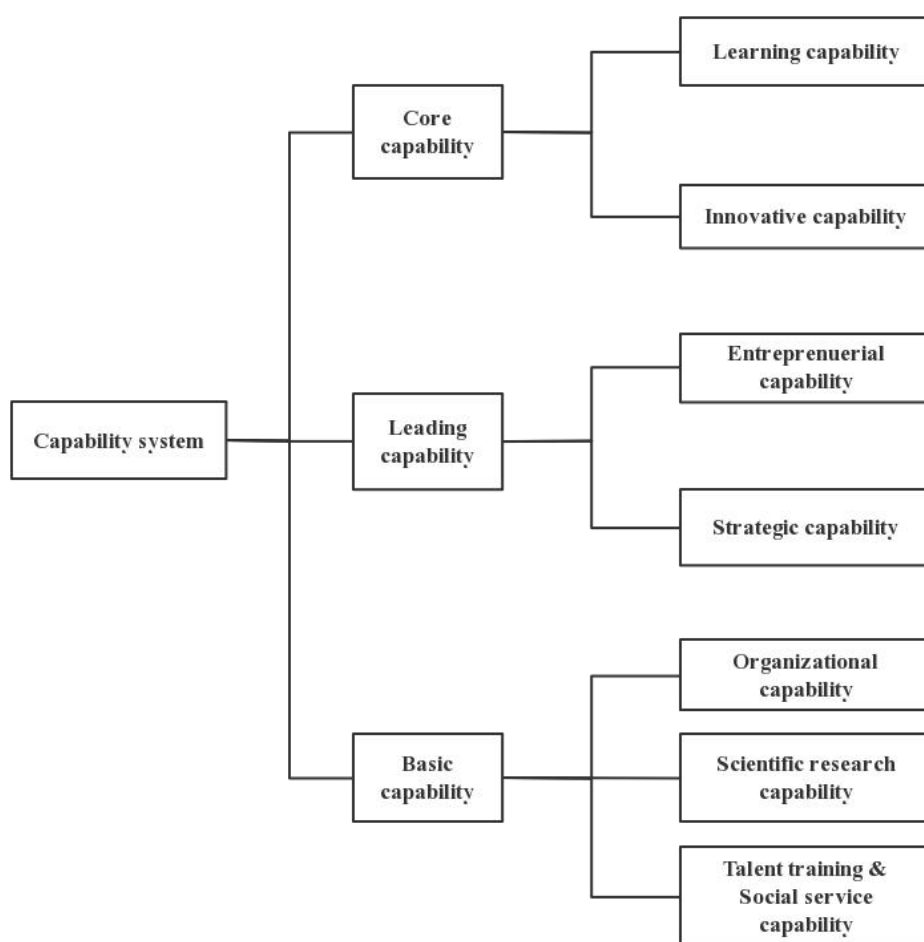 Learning capability
Core
capability
Innovative capability
Entreprenuerial
capability
Capability system
Leading
capability
Strategic capability
Organizational
capability
Basic
capability
Scientific research
capability
Talent training &
Social service
capability